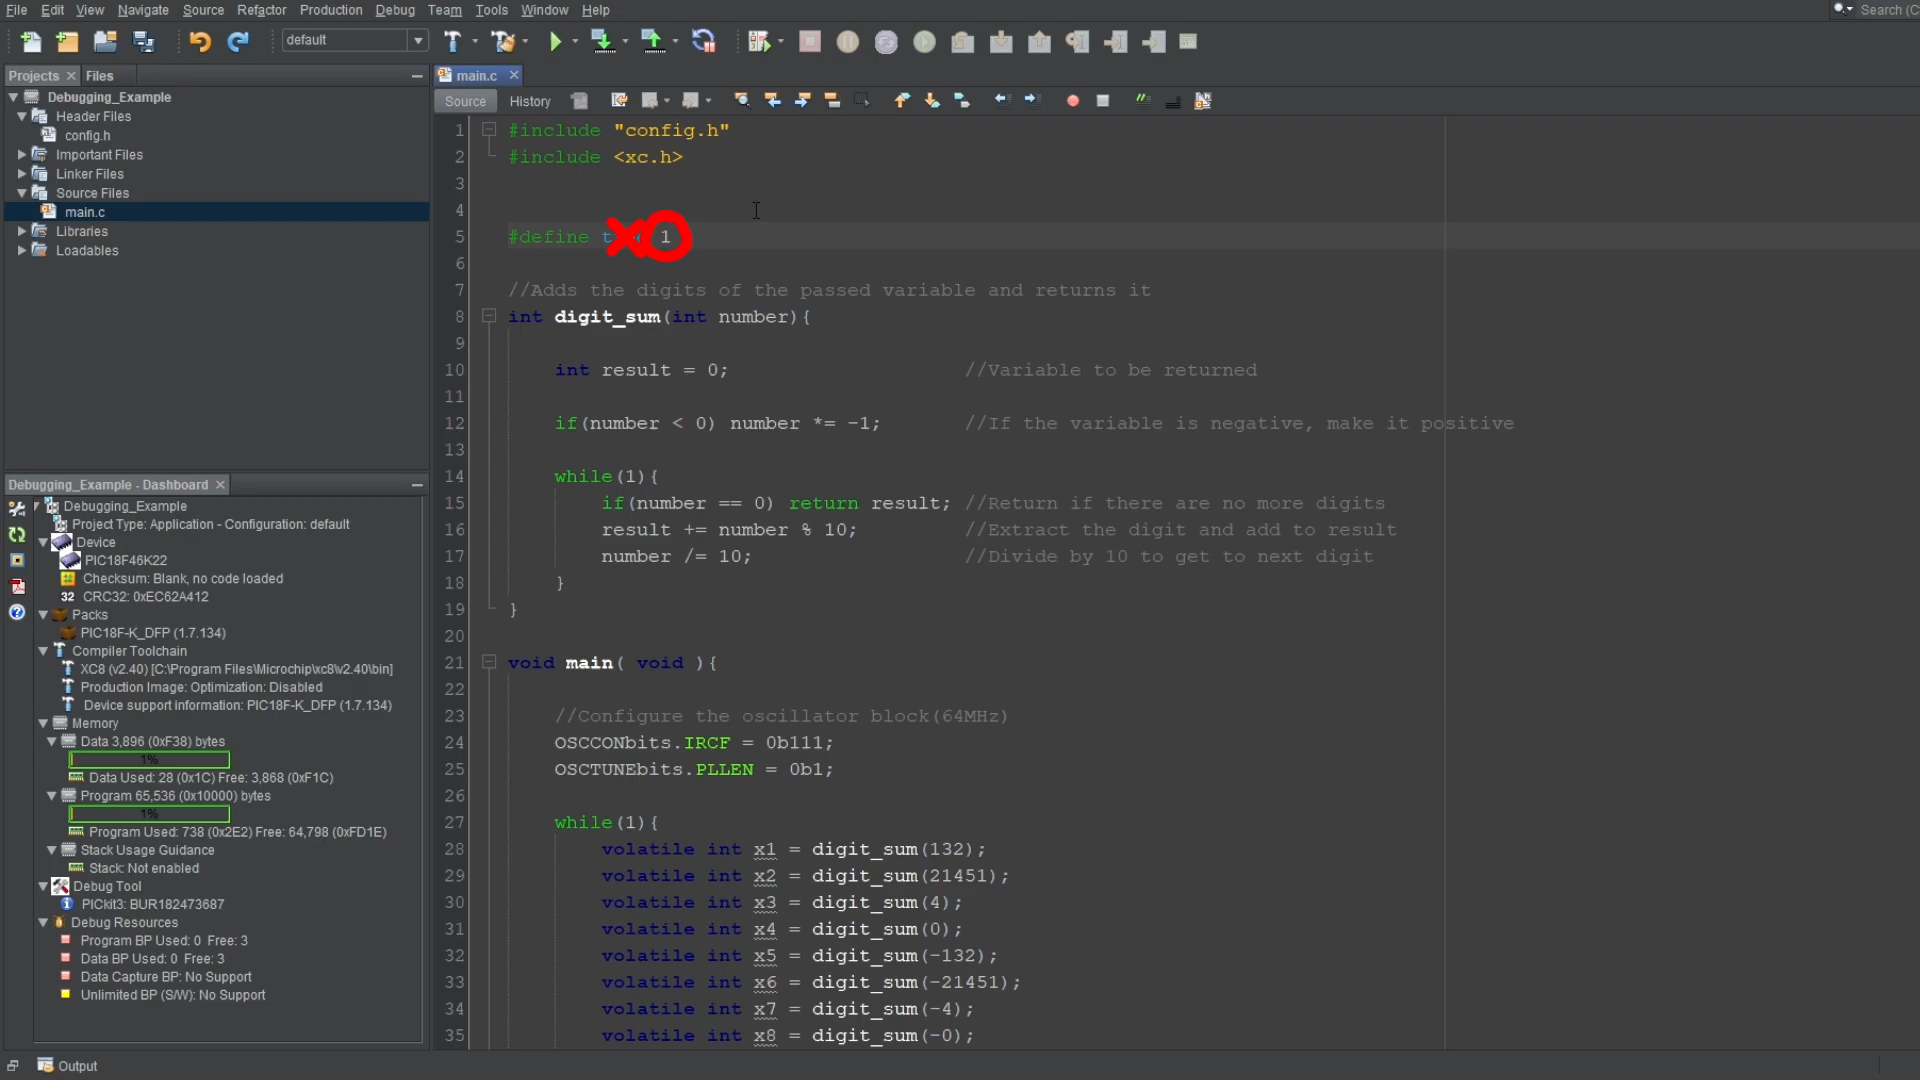 File Edit View Navigate Source Refactor Production Debug Team Tools Window Help
Search (C
default
Projects Files
main.c
Debugging_Example
Header Files
config.h
Important Files
Linker Files
Source Files
main.c
Libraries
Loadables
Source History
1 #include "config.h"
2 #include <xc.h>
3
4
5 #define 1
6
7 //Adds the digits of the passed variable and returns it
8 int digit_sum(int number){
9
10 int result = 0; //Variable to be returned
11
12 if(number < 0) number *= -1; //If the variable is negative, make it positive
13
14 while(1){
15 if(number == 0) return result; //Return if there are no more digits
16 result += number % 10; //Extract the digit and add to result
17 number /= 10; //Divide by 10 to get to next digit
18 }
19 }
20
21 void main( void ){
22
23 //Configure the oscillator block(64MHz)
24 OSCCONbits.IRCF = 0b111;
25 OSCTUNEbits.PLLEN = 0b1;
26
27 while(1){
28 volatile int x1 = digit_sum(132);
29 volatile int x2 = digit_sum(21451);
30 volatile int x3 = digit_sum(4);
31 volatile int x4 = digit_sum(0);
32 volatile int x5 = digit_sum(-132);
33 volatile int x6 = digit_sum(-21451);
34 volatile int x7 = digit_sum(-4);
35 volatile int x8 = digit_sum(-0);
Debugging_Example - Dashboard
Debugging_Example
Project Type: Application - Configuration: default
Device
PIC18F46K22
Checksum: Blank, no code loaded
32 CRC32: 0xEC62A412
Packs
PIC18F-K_DFP (1.7.134)
Compiler Toolchain
XC8 (v2.40) [C:\Program Files\Microchip\xc8\v2.40\bin]
Production Image: Optimization: Disabled
Device support information: PIC18F-K_DFP (1.7.134)
Memory
Data 3,896 (0xF38) bytes
1%
Data Used: 28 (0x1C) Free: 3,868 (0xF1C)
Program 65,536 (0x10000) bytes
1%
Program Used: 738 (0x2E2) Free: 64,798 (0xFD1E)
Stack Usage Guidance
Stack: Not enabled
Debug Tool
PICkit3: BUR182473687
Debug Resources
Program BP Used: 0 Free: 3
Data BP Used: 0 Free: 3
Data Capture BP: No Support
Unlimited BP (S/W): No Support
Output